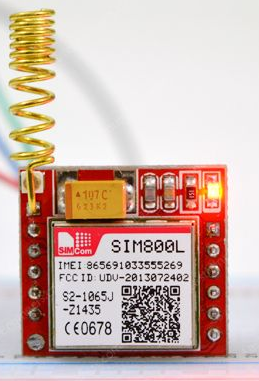 107C
SIMCom
SIM800L
IMEI:865691033555269
FCC ID: UDV-2013072402
S2-1065J
-Z1435
CE0678